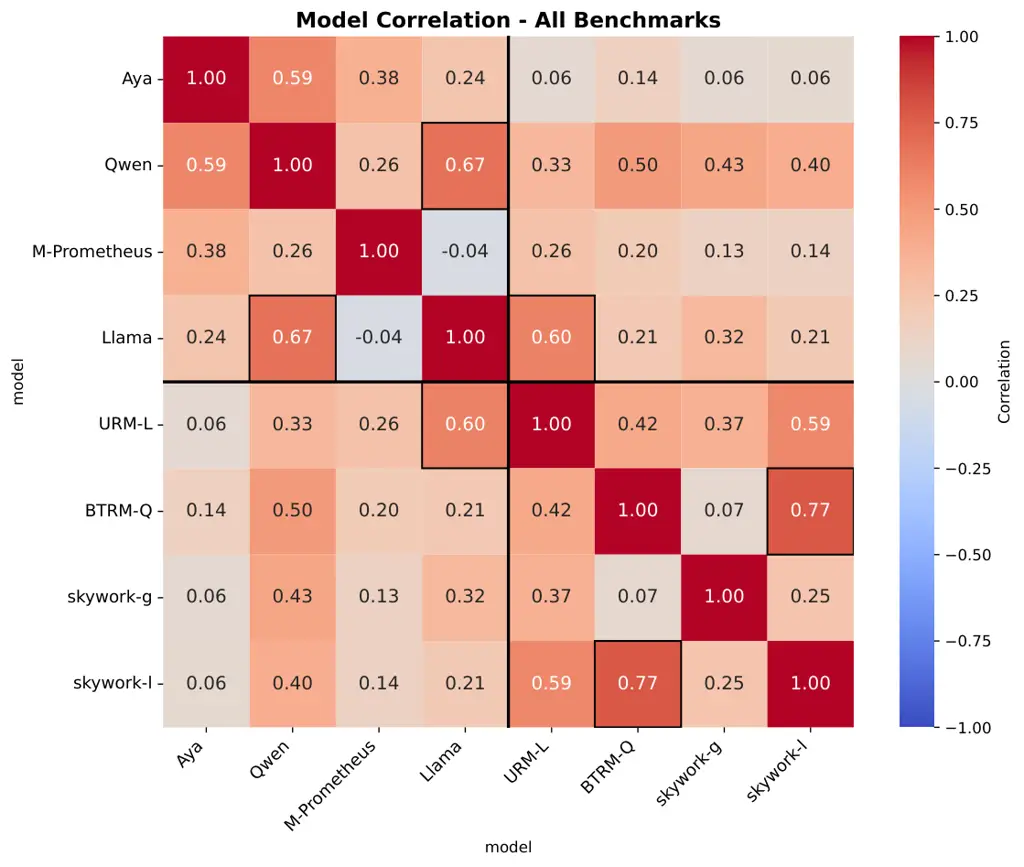 Model Correlation - All Benchmarks
Aya 1.00 0.59 0.38 0.24 0.06 0.14 0.06 0.06
Qwen 0.59 1.00 0.26 0.67 0.33 0.50 0.43 0.40
M-Prometheus 0.38 0.26 1.00 -0.04 0.26 0.20 0.13 0.14
Llama 0.24 0.67 -0.04 1.00 0.60 0.21 0.32 0.21
URM-L 0.06 0.33 0.26 0.60 1.00 0.42 0.37 0.59
BTRM-Q 0.14 0.50 0.20 0.21 0.42 1.00 0.07 0.77
skywork-g 0.06 0.43 0.13 0.32 0.37 0.07 1.00 0.25
skywork-l 0.06 0.40 0.14 0.21 0.59 0.77 0.25 1.00
model
Aya Qwen M-Prometheus Llama URM-L BTRM-Q skywork-g skywork-l
model
1.00
0.75
0.50
0.25
0.00
−0.25
−0.50
−0.75
−1.00
Correlation